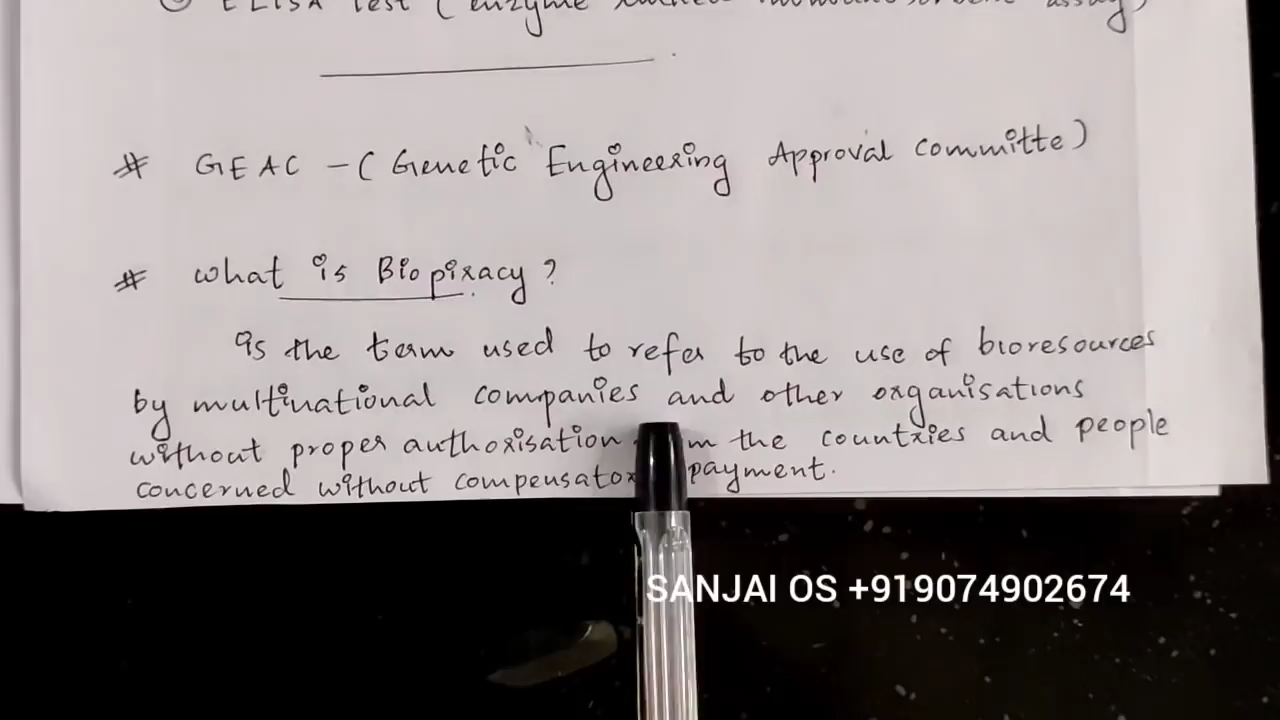 ELISA Test (enzyme
assay)
# GEAC - (Genetic Engineering Approval committe)
# what is Biopiracy?
is the term used to refer to the use of bioresources
by multinational companies and other organisations
without proper authorisation the countries and people
concerned without payment.
SANJAI OS +919074902674